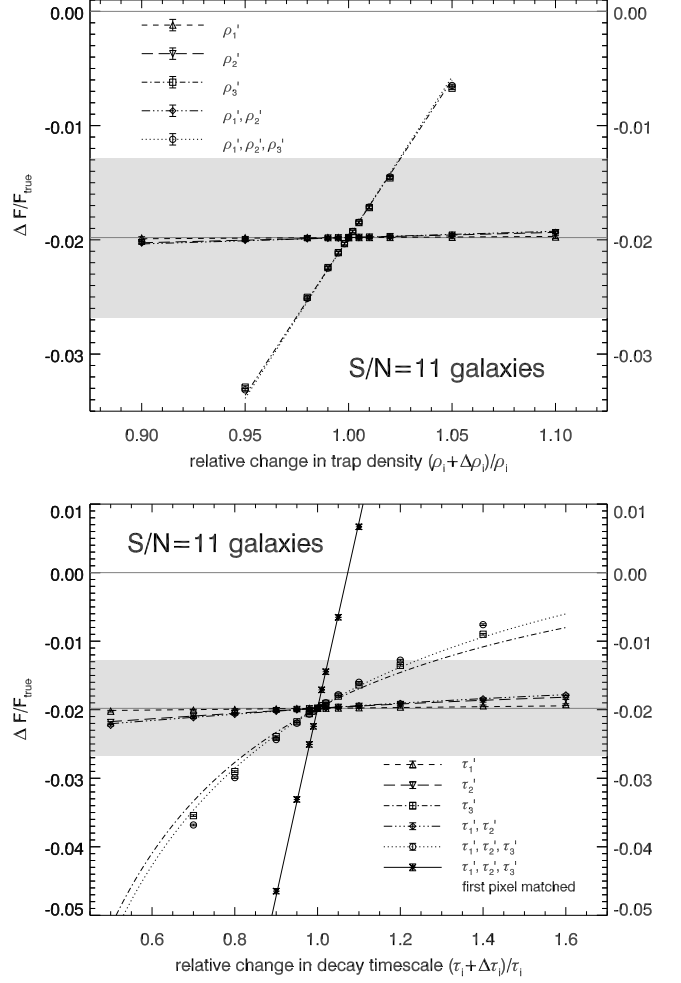 0.00 0.00
ρ1'
ρ2'
ρ3'
ρ1', ρ2'
ρ1', ρ2', ρ3'
-0.01 -0.01
Δ F/Ftrue
-0.02 -0.02
-0.03 -0.03
S/N=11 galaxies
0.90 0.95 1.00 1.05 1.10
relative change in trap density (ρi+Δρi)/ρi
0.01 0.01
S/N=11 galaxies
0.00 0.00
-0.01 -0.01
Δ F/Ftrue
-0.02 -0.02
τ1'
τ2'
-0.03 -0.03
τ3'
τ1', τ2'
-0.04 -0.04
τ1', τ2', τ3'
τ1', τ2', τ3'
first pixel matched
-0.05 -0.05
0.6 0.8 1.0 1.2 1.4 1.6
relative change in decay timescale (τi+Δτi)/τi